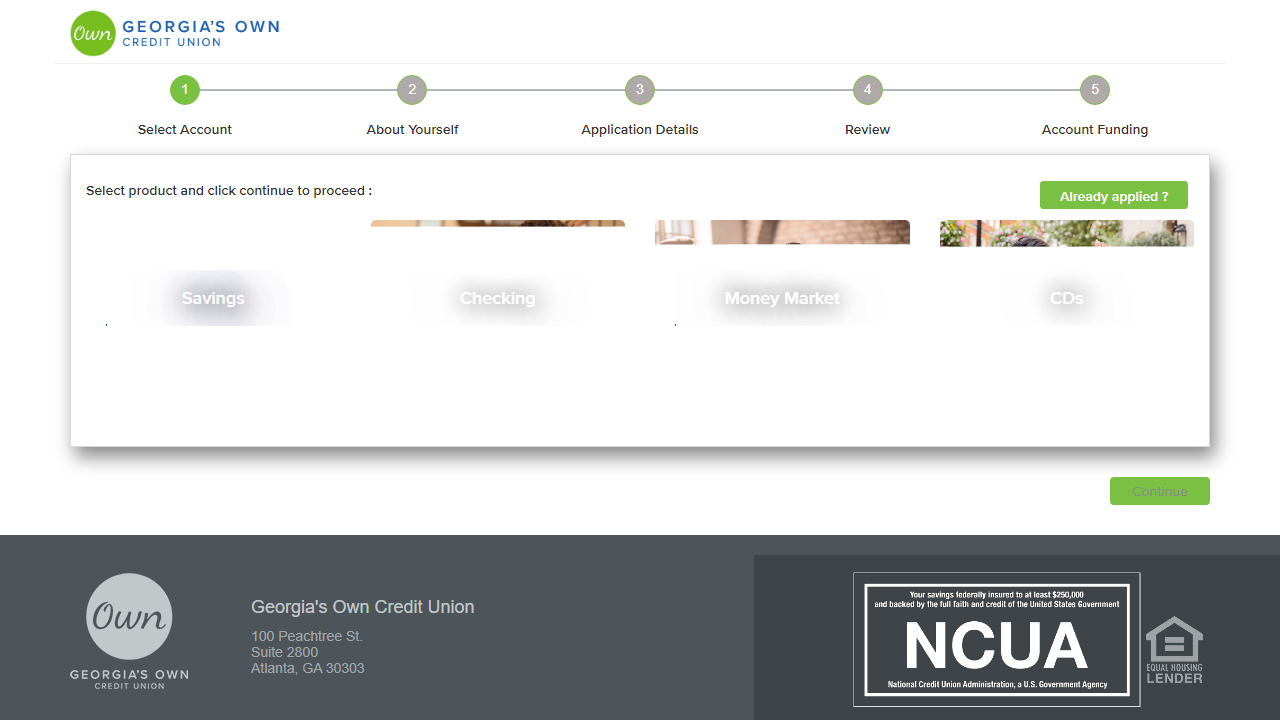 Own GEORGIA'S OWN
CREDIT UNION
1 2 3 4 5
Select Account About Yourself Application Details Review Account Funding
Select product and click continue to proceed :
Already applied ?
Savings Checking Money Market CDs
Continue
Own
GEORGIA'S OWN
CREDIT UNION
Georgia's Own Credit Union
100 Peachtree St.
Suite 2800
Atlanta, GA 30303
Your savings federally insured to at least $250,000
and backed by the full faith and credit of the United States Government
NCUA
National Credit Union Administration, a U.S. Government Agency
EQUAL HOUSING
LENDER